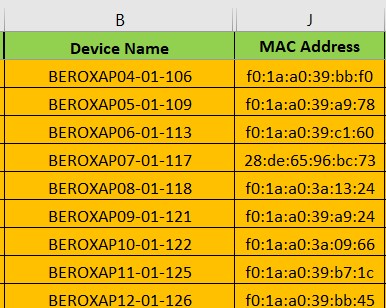 B J
Device Name MAC Address
BEROXAP04-01-106 f0:1a:a0:39:bb:f0
BEROXAP05-01-109 f0:1a:a0:39:a9:78
BEROXAP06-01-113 f0:1a:a0:39:c1:60
BEROXAP07-01-117 28:de:65:96:bc:73
BEROXAP08-01-118 f0:1a:a0:3a:13:24
BEROXAP09-01-121 f0:1a:a0:39:a9:24
BEROXAP10-01-122 f0:1a:a0:3a:09:66
BEROXAP11-01-125 f0:1a:a0:39:b7:1c
BEROXAP12-01-126 f0:1a:a0:39:bb:45